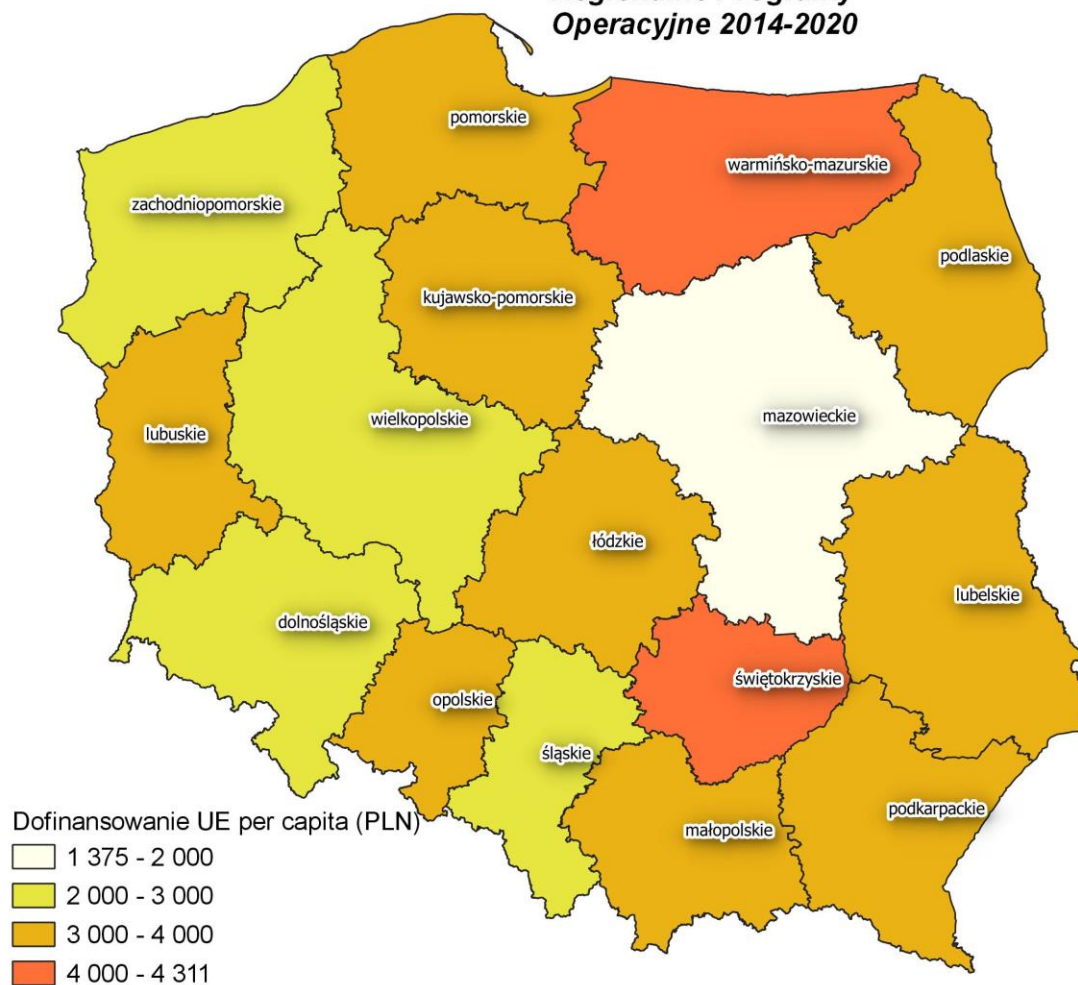 Operacyjne 2014-2020
pomorskie
warmińsko-mazurskie
zachodniopomorskie
podlaskie
kujawsko-pomorskie
mazowieckie
wielkopolskie
lubuskie
łódzkie
lubelskie
dolnośląskie
świętokrzyskie
opolskie
śląskie
podkarpackie
małopolskie
Dofinansowanie UE per capita (PLN)
1 375 - 2 000
2 000 - 3 000
3 000 - 4 000
4 000 - 4 311